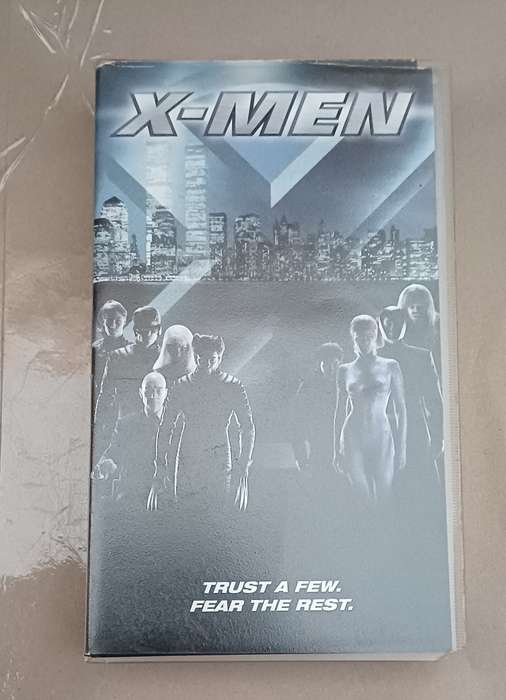 X-MEN
TRUST A FEW.
FEAR THE REST.